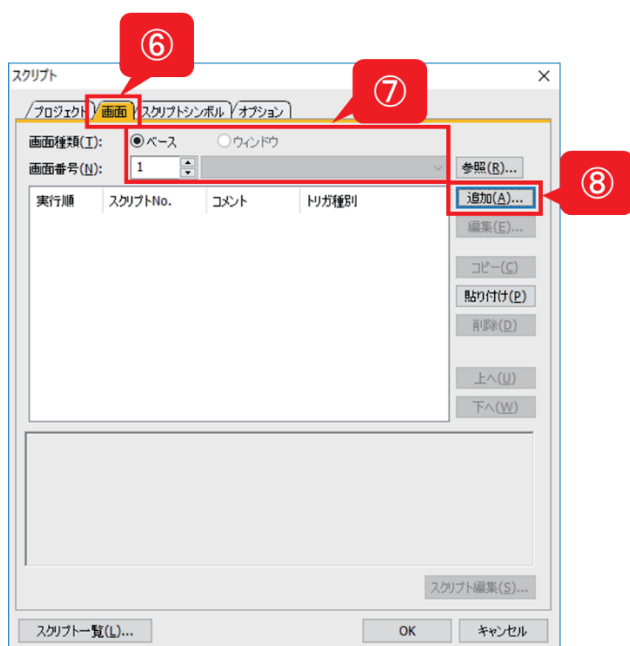 ⑥
スクリプト
⑦
プロジェクト 画面 スクリプトシンボル オプション
画面種類(T): ベース ウィンドウ
画面番号(N): 1 参照(R)...
⑧
実行順 スクリプトNo. コメント トリガ種別 追加(A)...
編集(E)...
コピー(C)
貼り付け(P)
削除(D)
上へ(U)
下へ(W)
スクリプト編集(S)...
スクリプト一覧(L)... OK キャンセル